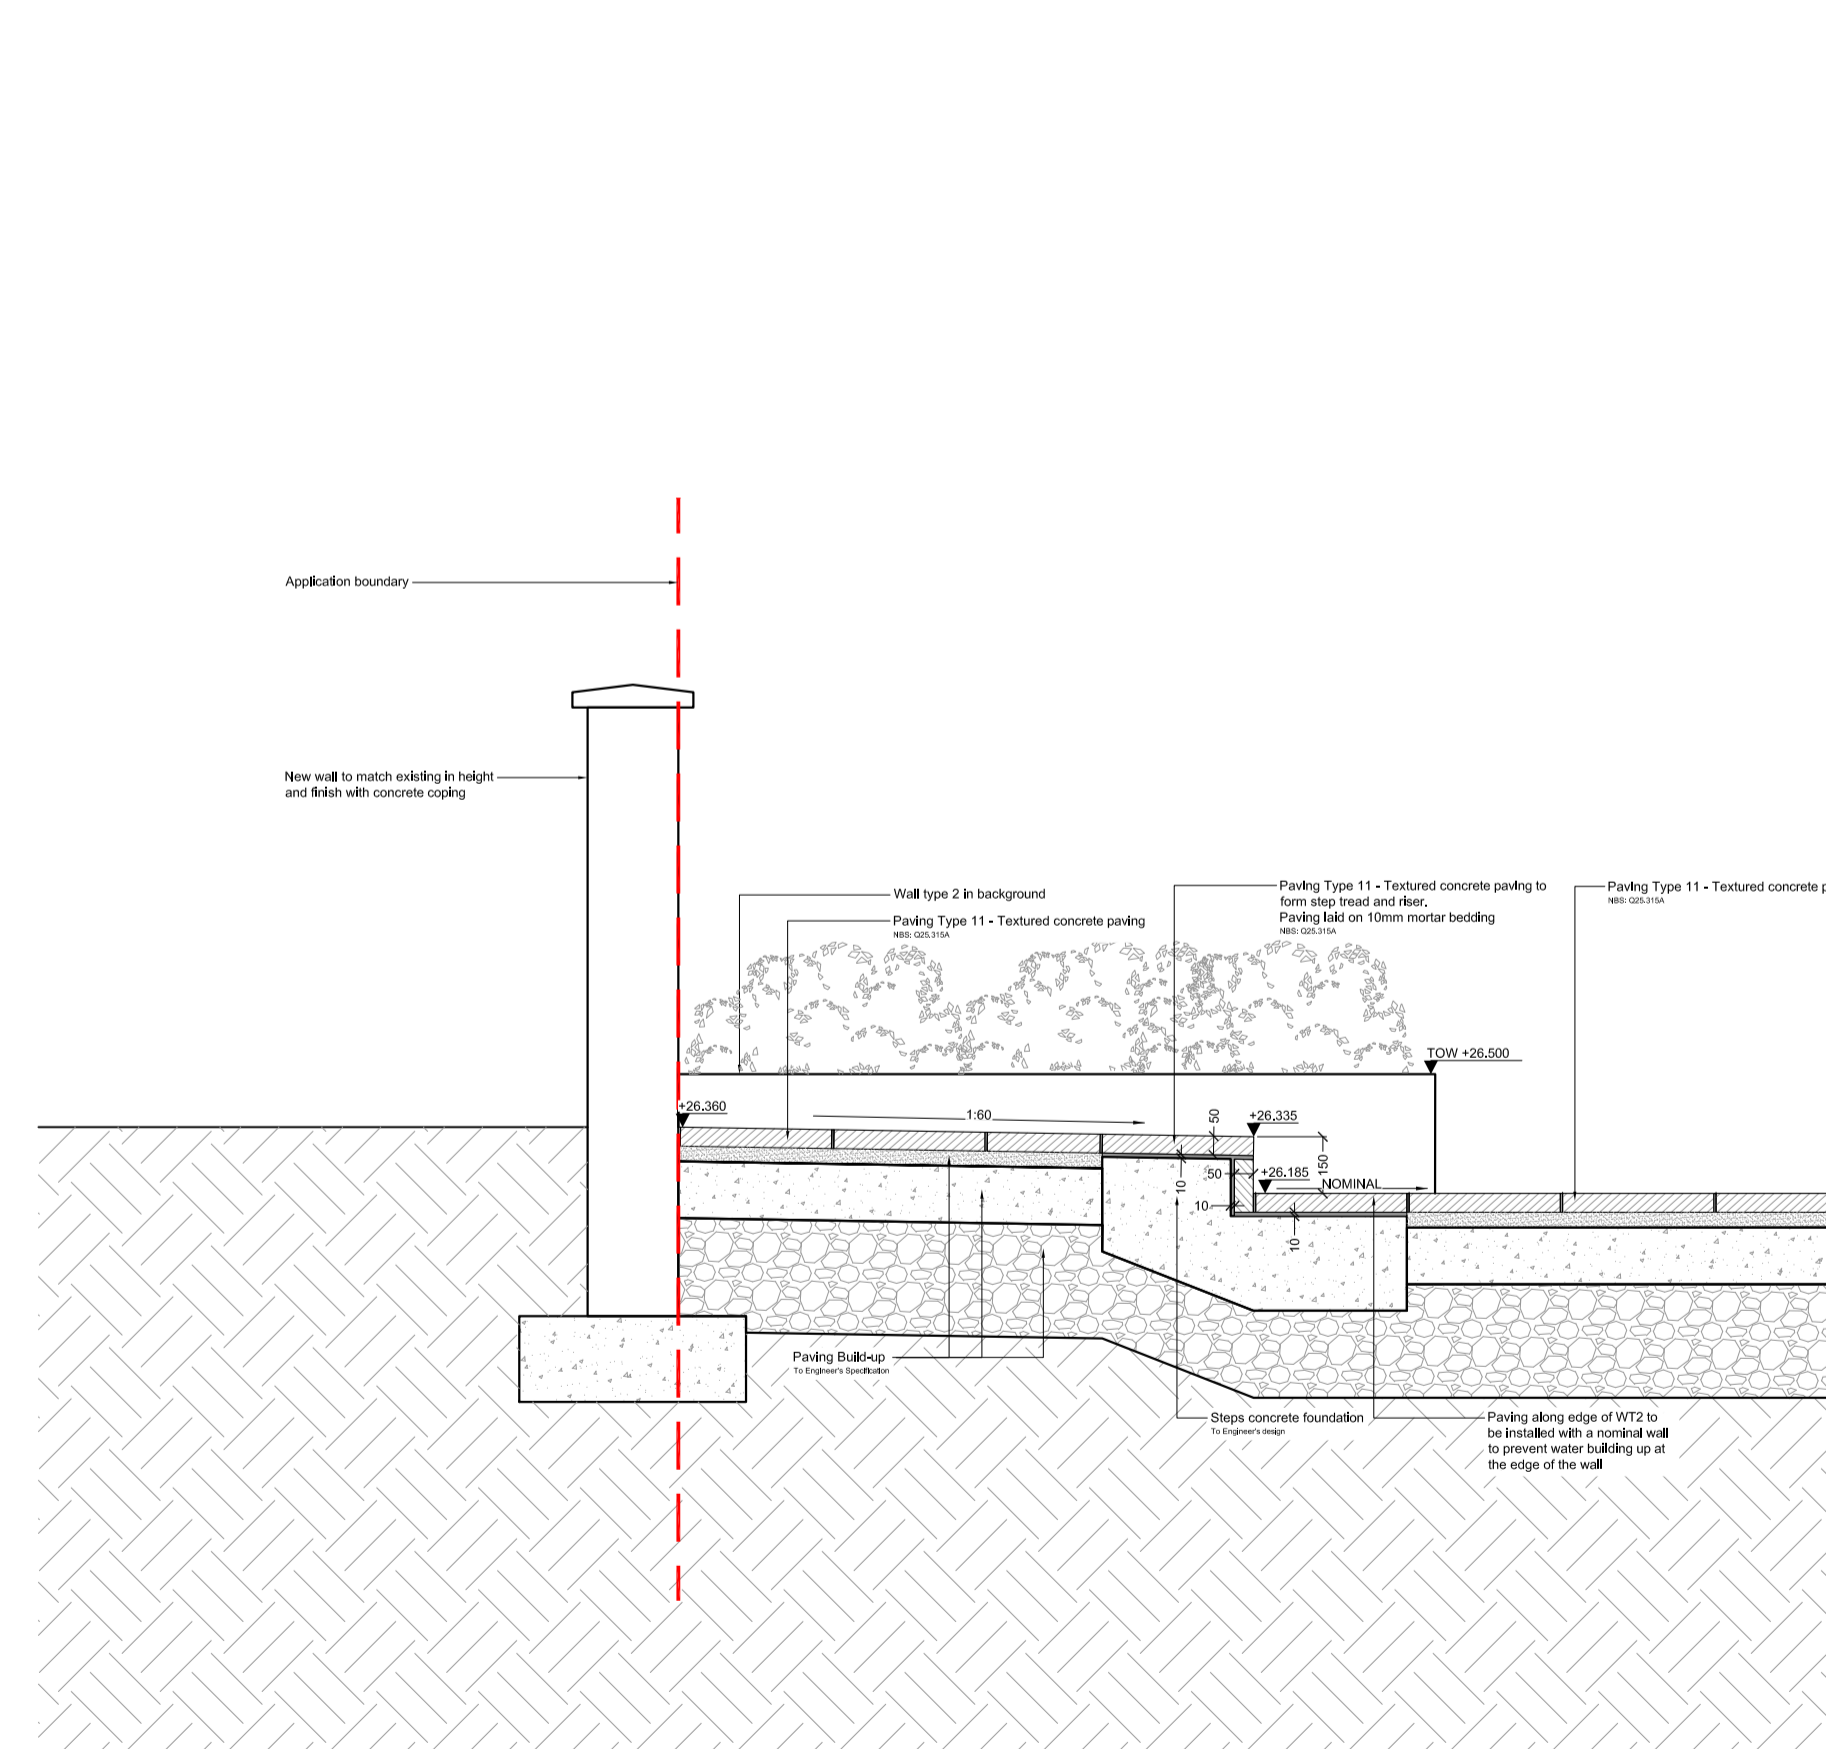 Application boundary
New wall to match existing in height
and finish with concrete coping
Wall type 2 in background
Paving Type 11 - Textured concrete paving
NBS: Q25.315A
Paving Type 11 - Textured concrete paving to
form step tread and riser.
Paving laid on 10mm mortar bedding
NBS: Q25.315A
Paving Type 11 - Textured concrete p
NBS: Q25.315A
TOW +26.500
+26.360
1:60
50
+26.335
150
50
+26.185
NOMINAL
10
10
10
Paving Build-up
To Engineer's Specification
Steps concrete foundation
To Engineer's design
Paving along edge of WT2 to
be installed with a nominal wall
to prevent water building up at
the edge of the wall